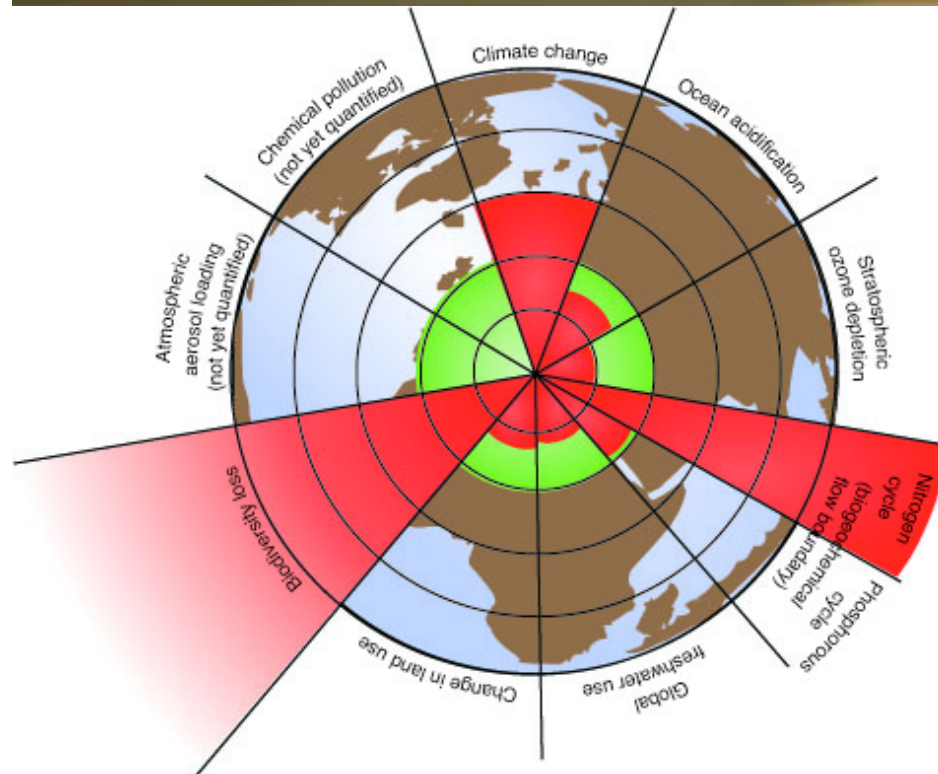 Climate change
Ocean acidification
Stratospheric
ozone depletion
Nitrogen
cycle
(biogeochemical
flow boundary)
Phosphorous
cycle
Global
freshwater use
Change in land use
Biodiversity loss
Atmospheric
aerosol loading
(not yet quantified)
Chemical pollution
(not yet quantified)